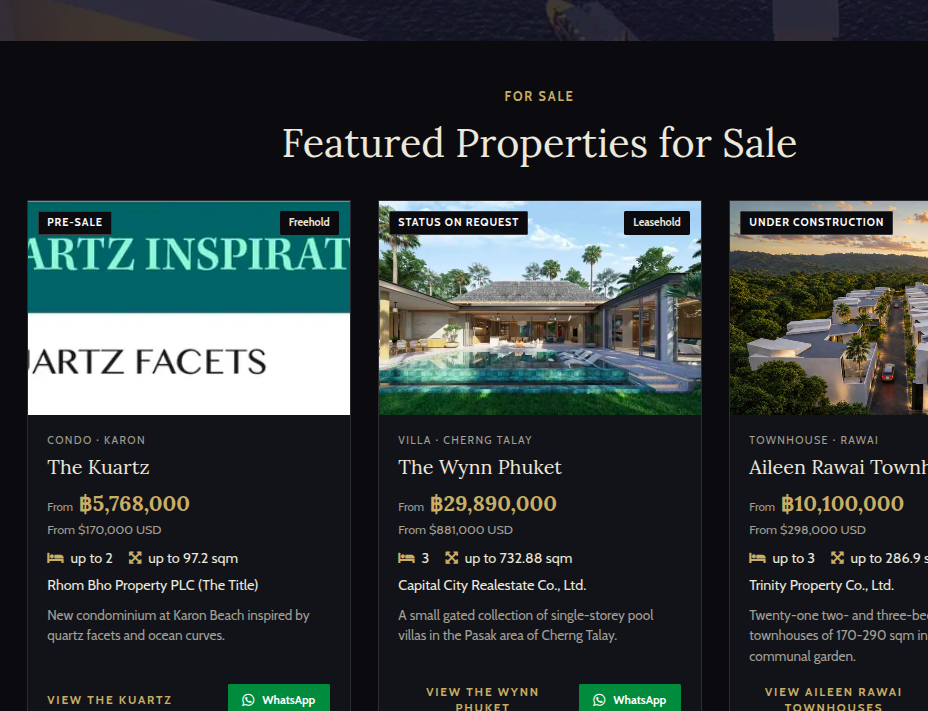 FOR SALE
Featured Properties for Sale
PRE-SALE
Freehold
ARTZ INSPIRAT
ARTZ FACETS
CONDO · KARON
The Kuartz
From ฿5,768,000
From $170,000 USD
up to 2 up to 97.2 sqm
Rhom Bho Property PLC (The Title)
New condominium at Karon Beach inspired by
quartz facets and ocean curves.
VIEW THE KUARTZ
WhatsApp
STATUS ON REQUEST
Leasehold
VILLA · CHERNG TALAY
The Wynn Phuket
From ฿29,890,000
From $881,000 USD
3 up to 732.88 sqm
Capital City Realestate Co., Ltd.
A small gated collection of single-storey pool
villas in the Pasak area of Cherng Talay.
VIEW THE WYNN
PHUKET
WhatsApp
UNDER CONSTRUCTION
TOWNHOUSE · RAWAI
Aileen Rawai Townh
From ฿10,100,000
From $298,000 USD
up to 3 up to 286.9 s
Trinity Property Co., Ltd.
Twenty-one two- and three-be
townhouses of 170-290 sqm in
communal garden.
VIEW AILEEN RAWAI
TOWNHOUSES